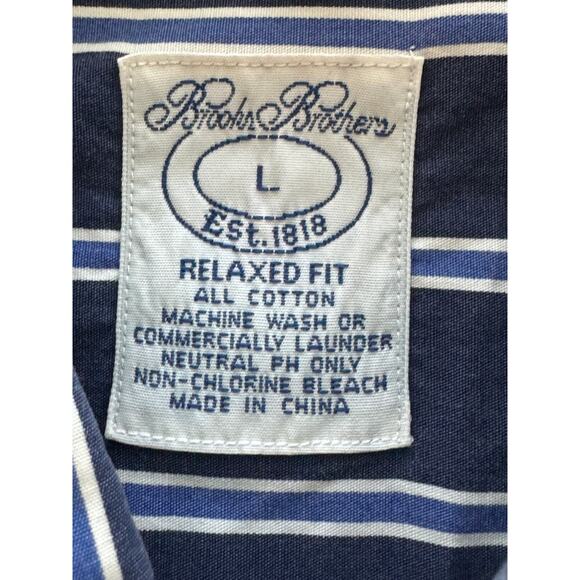 Brooks Brothers
L
Est. 1818
RELAXED FIT
ALL COTTON
MACHINE WASH OR
COMMERCIALLY LAUNDER
NEUTRAL PH ONLY
NON-CHLORINE BLEACH
MADE IN CHINA